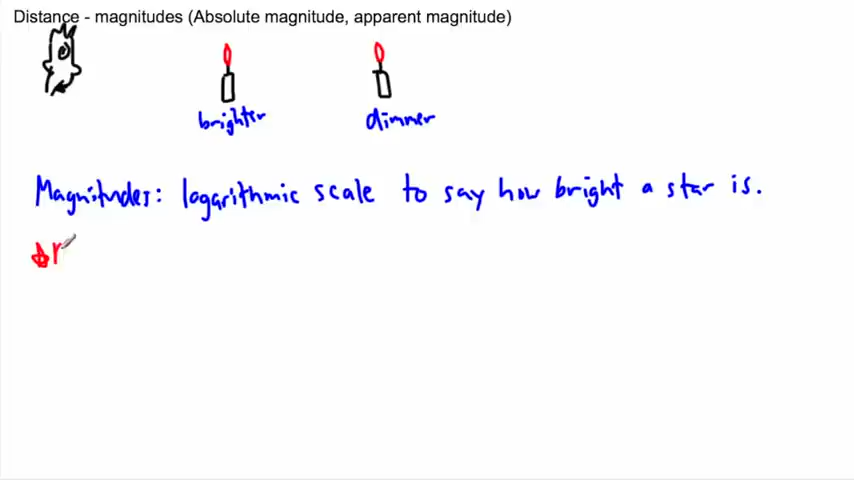 Distance - magnitudes (Absolute magnitude, apparent magnitude)
brighter dimmer
Magnitudes: logarithmic scale to say how bright a star is.